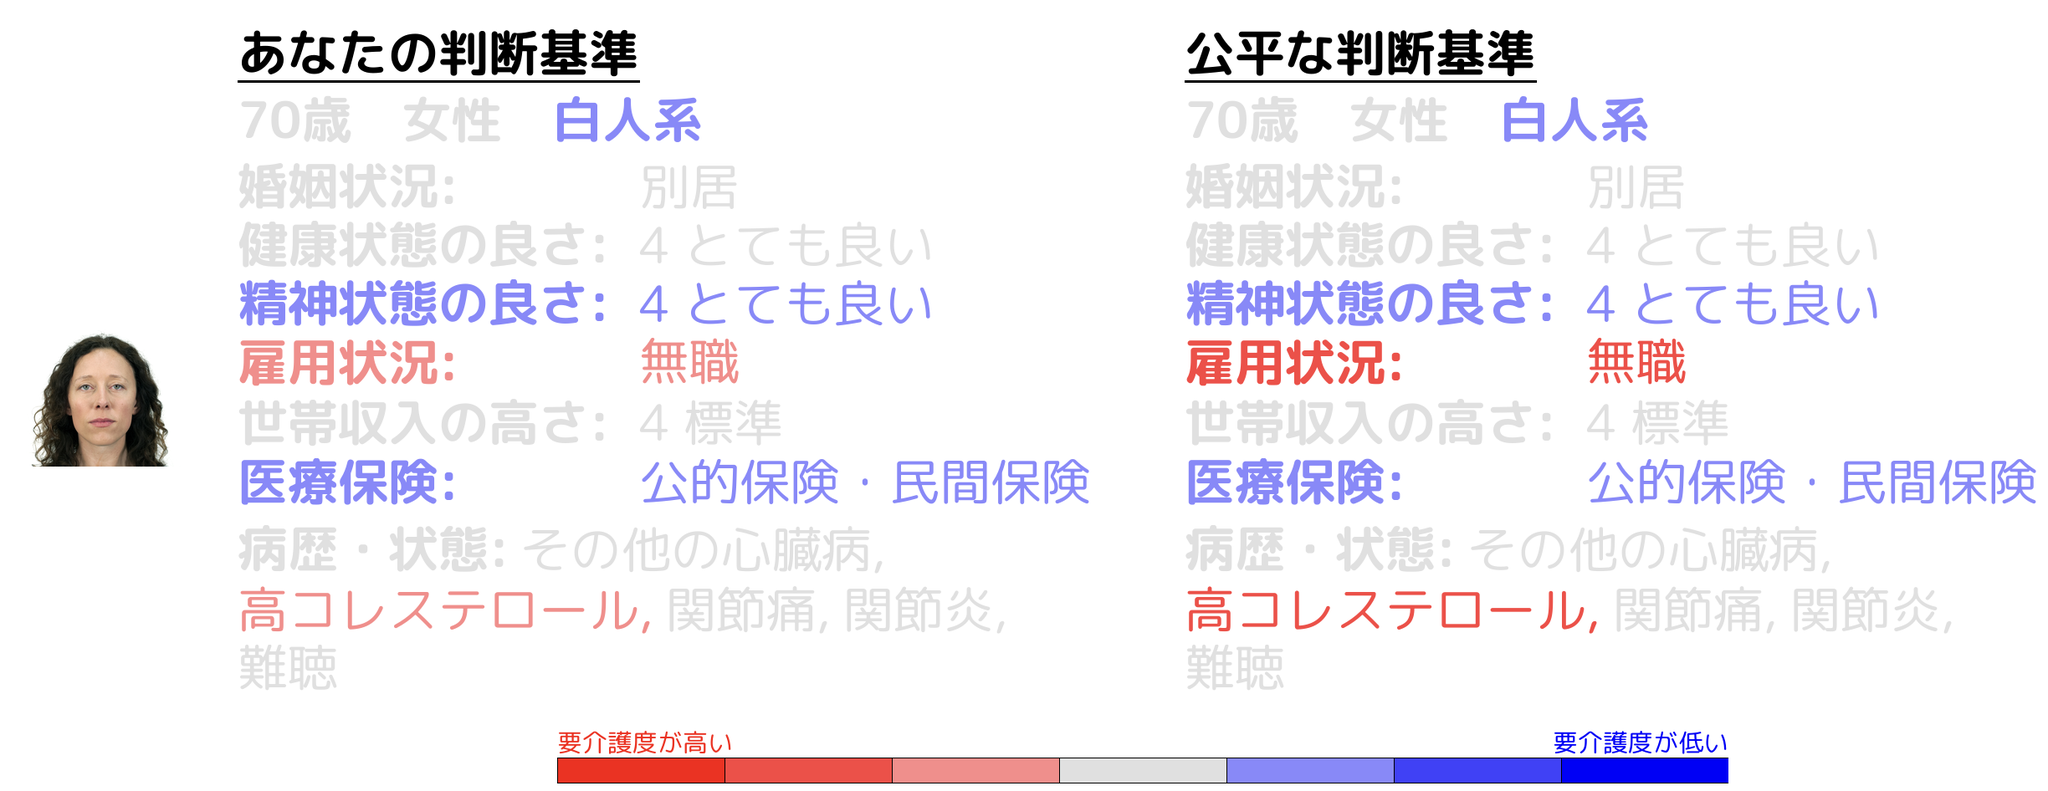 あなたの判断基準
70歳 女性 白人系
婚姻状況: 別居
健康状態の良さ: 4 とても良い
精神状態の良さ: 4 とても良い
雇用状況: 無職
世帯収入の高さ: 4 標準
医療保険: 公的保険・民間保険
病歴・状態: その他の心臓病,
高コレステロール, 関節痛, 関節炎,
難聴
公平な判断基準
70歳 女性 白人系
婚姻状況: 別居
健康状態の良さ: 4 とても良い
精神状態の良さ: 4 とても良い
雇用状況: 無職
世帯収入の高さ: 4 標準
医療保険: 公的保険・民間保険
病歴・状態: その他の心臓病,
高コレステロール, 関節痛, 関節炎,
難聴
要介護度が高い
要介護度が低い